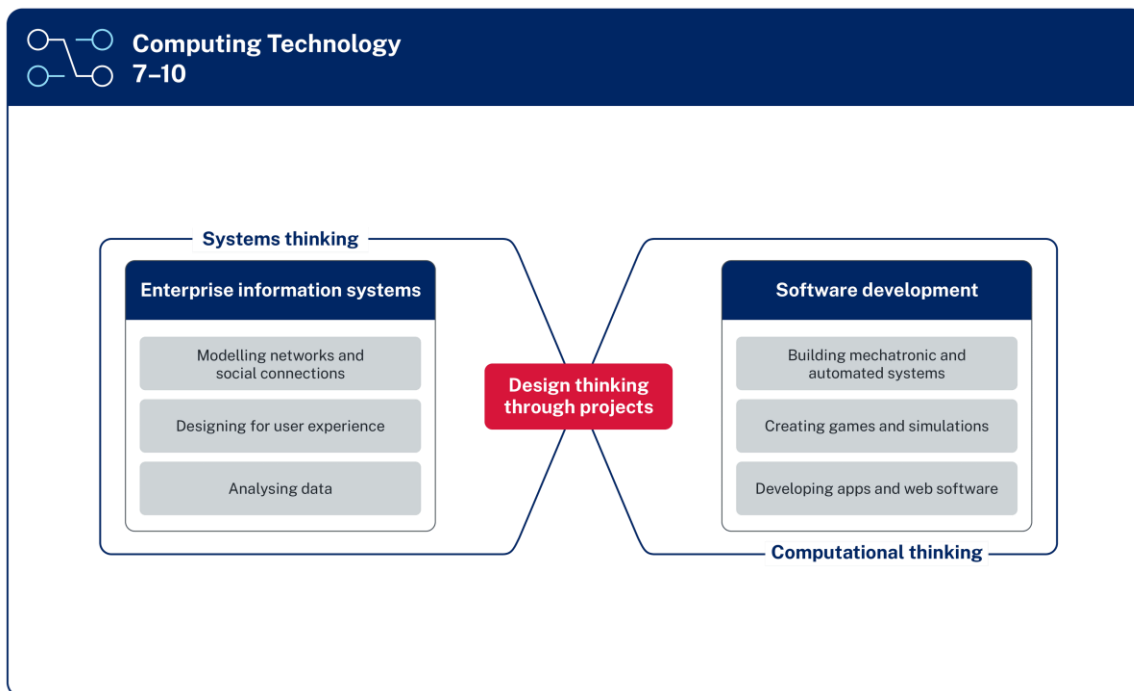 Computing Technology
7–10
Systems thinking
Enterprise information systems
Modelling networks and
social connections
Designing for user experience
Analysing data
Design thinking
through projects
Software development
Building mechatronic and
automated systems
Creating games and simulations
Developing apps and web software
Computational thinking